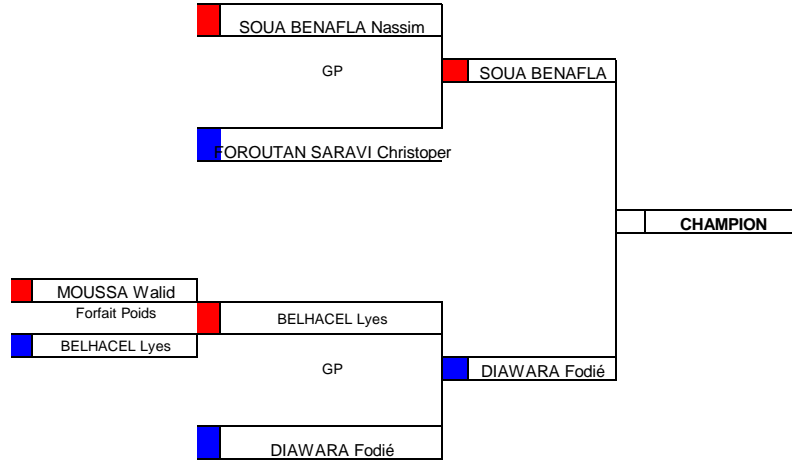 SOUA BENAFLA Nassim
GP
SOUA BENAFLA
FOROUTAN SARAVI Christoper
CHAMPION
MOUSSA Walid
Forfait Poids
BELHACEL Lyes
BELHACEL Lyes
GP
DIAWARA Fodié
DIAWARA Fodié